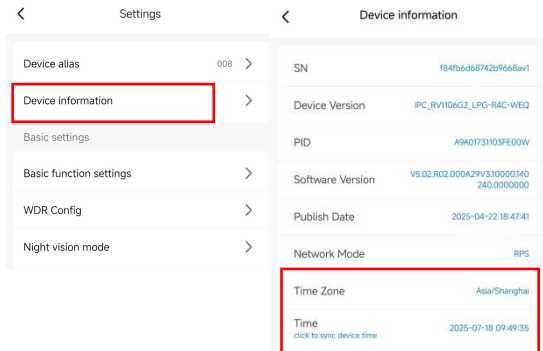 Settings
Device alias 008
Device information
Basic settings
Basic function settings
WDR Config
Night vision mode
Device information
SN f84fb6d68742b9668av1
Device Version IPC_RV1106G2_LPG-R4C-WEQ
PID A9A01731103FE00W
Software Version V5.02.R02.000A29V3.10000.140
240.0000000
Publish Date 2025-04-22 18:47:41
Network Mode RPS
Time Zone Asia/Shanghai
Time 2025-07-18 09:49:35
click to sync device time